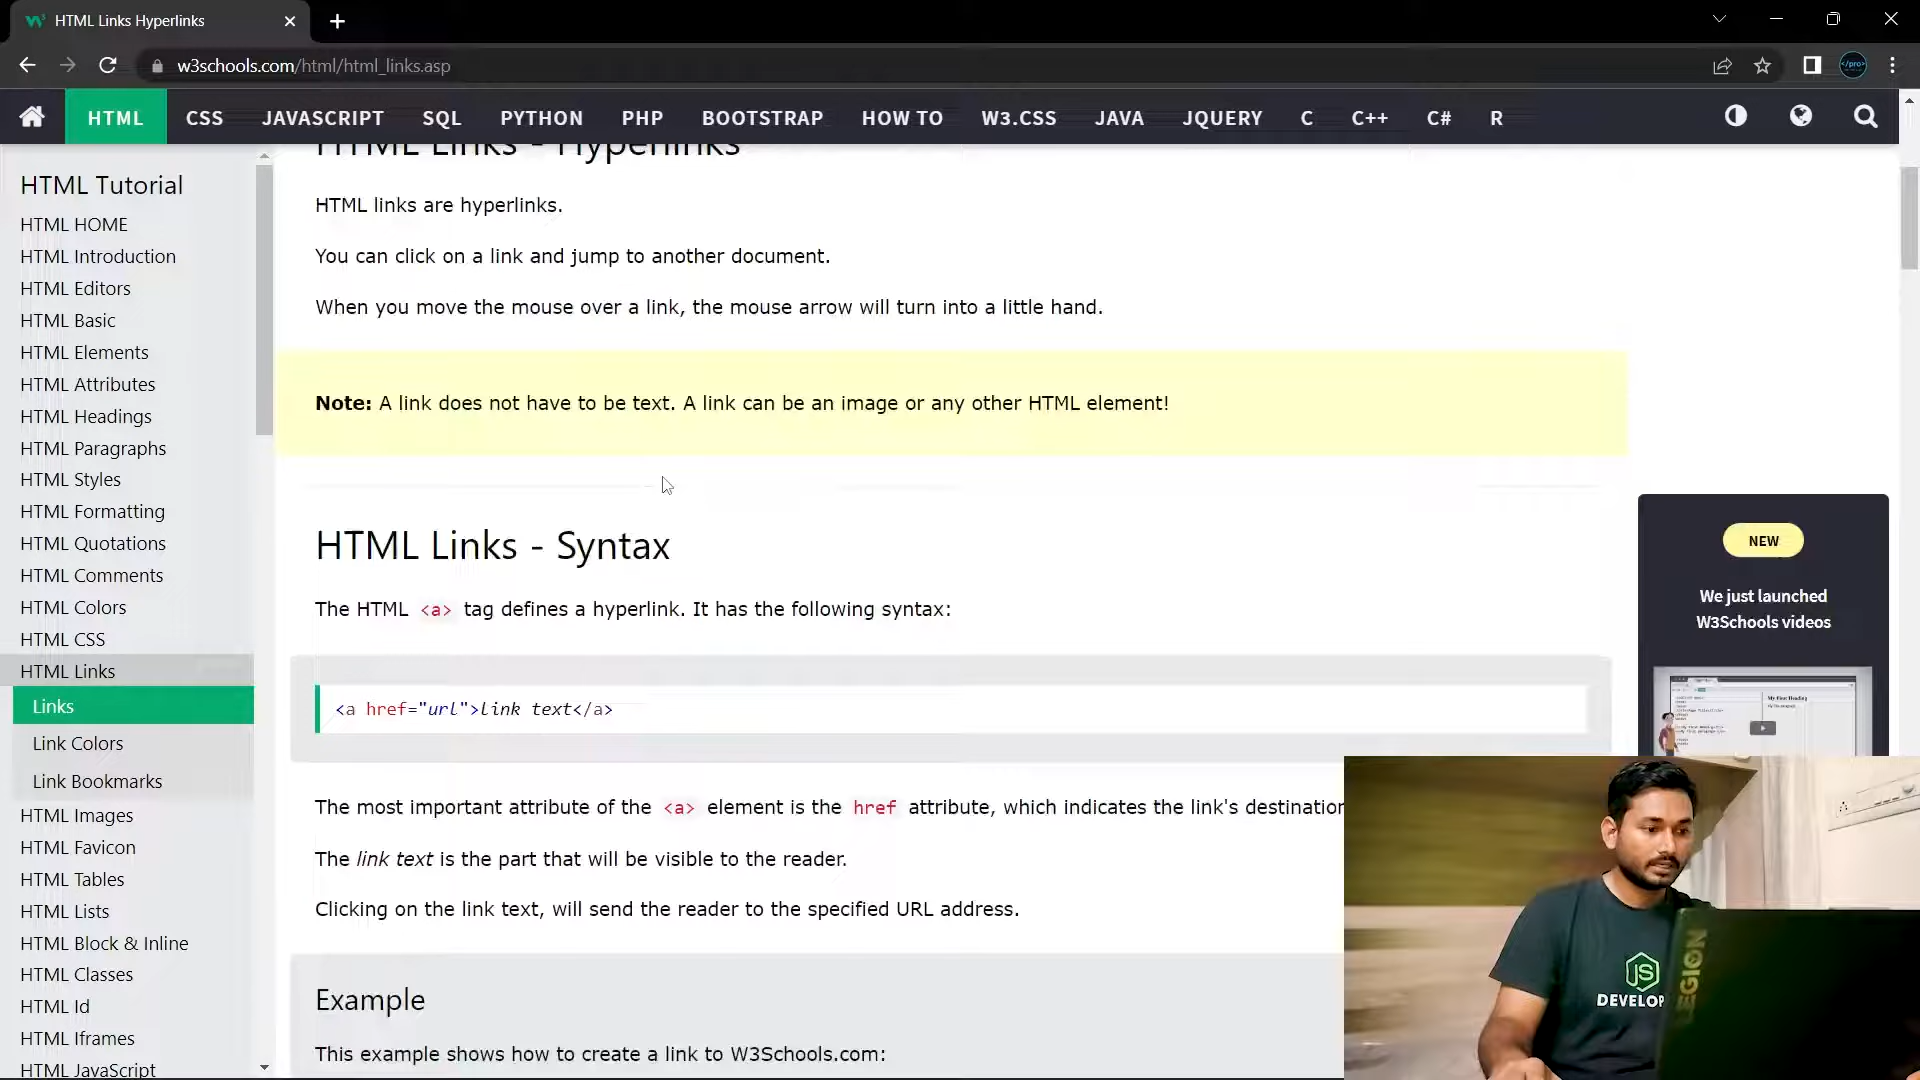 HTML Links Hyperlinks
w3schools.com/html/html_links.asp
HTML CSS JAVASCRIPT SQL PYTHON PHP BOOTSTRAP HOW TO W3.CSS JAVA JQUERY C C++ C# R
HTML Tutorial
HTML HOME
HTML Introduction
HTML Editors
HTML Basic
HTML Elements
HTML Attributes
HTML Headings
HTML Paragraphs
HTML Styles
HTML Formatting
HTML Quotations
HTML Comments
HTML Colors
HTML CSS
HTML Links
Links
Link Colors
Link Bookmarks
HTML Images
HTML Favicon
HTML Tables
HTML Lists
HTML Block & Inline
HTML Classes
HTML Id
HTML Iframes
HTML JavaScript
HTML Links - Hyperlinks
HTML links are hyperlinks.
You can click on a link and jump to another document.
When you move the mouse over a link, the mouse arrow will turn into a little hand.
Note: A link does not have to be text. A link can be an image or any other HTML element!
HTML Links - Syntax
The HTML <a> tag defines a hyperlink. It has the following syntax:
<a href="url">link text</a>
The most important attribute of the <a> element is the href attribute, which indicates the link's destination
The link text is the part that will be visible to the reader.
Clicking on the link text, will send the reader to the specified URL address.
Example
This example shows how to create a link to W3Schools.com:
NEW
We just launched
W3Schools videos
JS
DEVELOP
LEGION